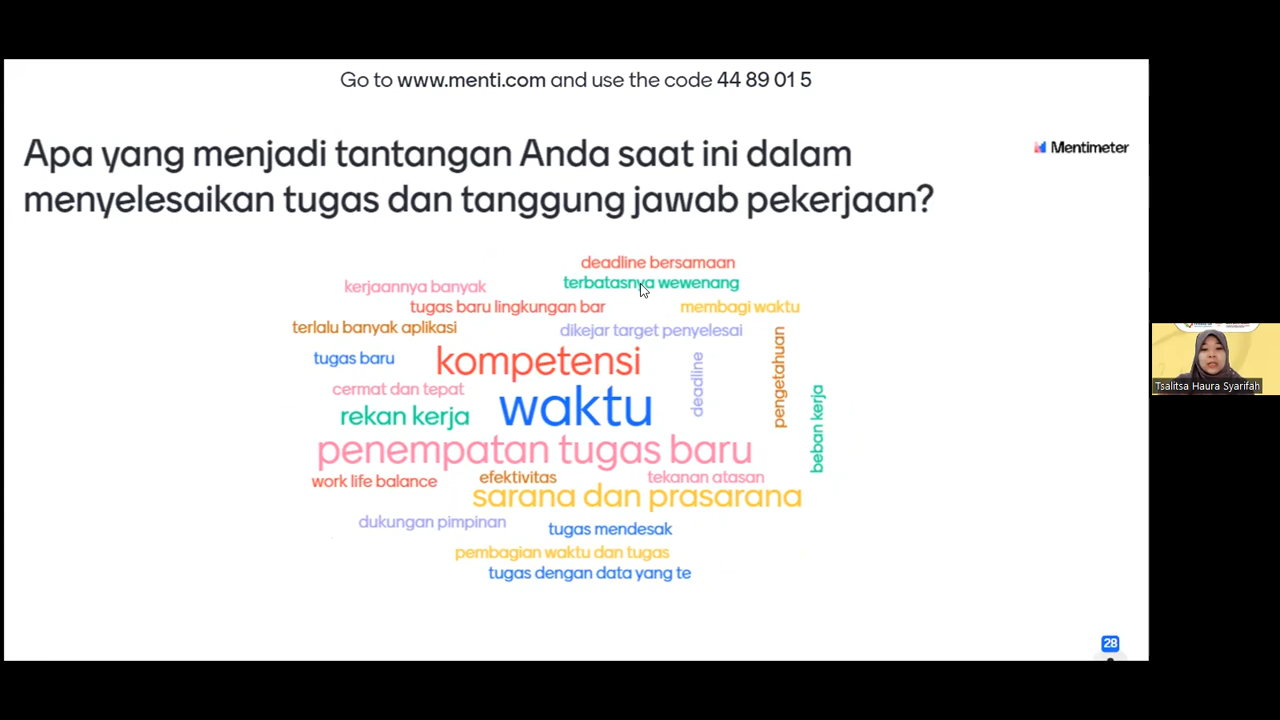 Go to www.menti.com and use the code 44 89 01 5
Apa yang menjadi tantangan Anda saat ini dalam
menyelesaikan tugas dan tanggung jawab pekerjaan?
Mentimeter
deadline bersamaan
kerjaannya banyak
terbatasnya wewenang
tugas baru lingkungan bar
membagi waktu
terlalu banyak aplikasi
dikejar target penyelesai
tugas baru
kompetensi
deadline
pengetahuan
cermat dan tepat
waktu
rekan kerja
beban kerja
penempatan tugas baru
work life balance
efektivitas
tekanan atasan
sarana dan prasarana
dukungan pimpinan
tugas mendesak
pembagian waktu dan tugas
tugas dengan data yang te
28
Tsalitsa Haura Syarifah